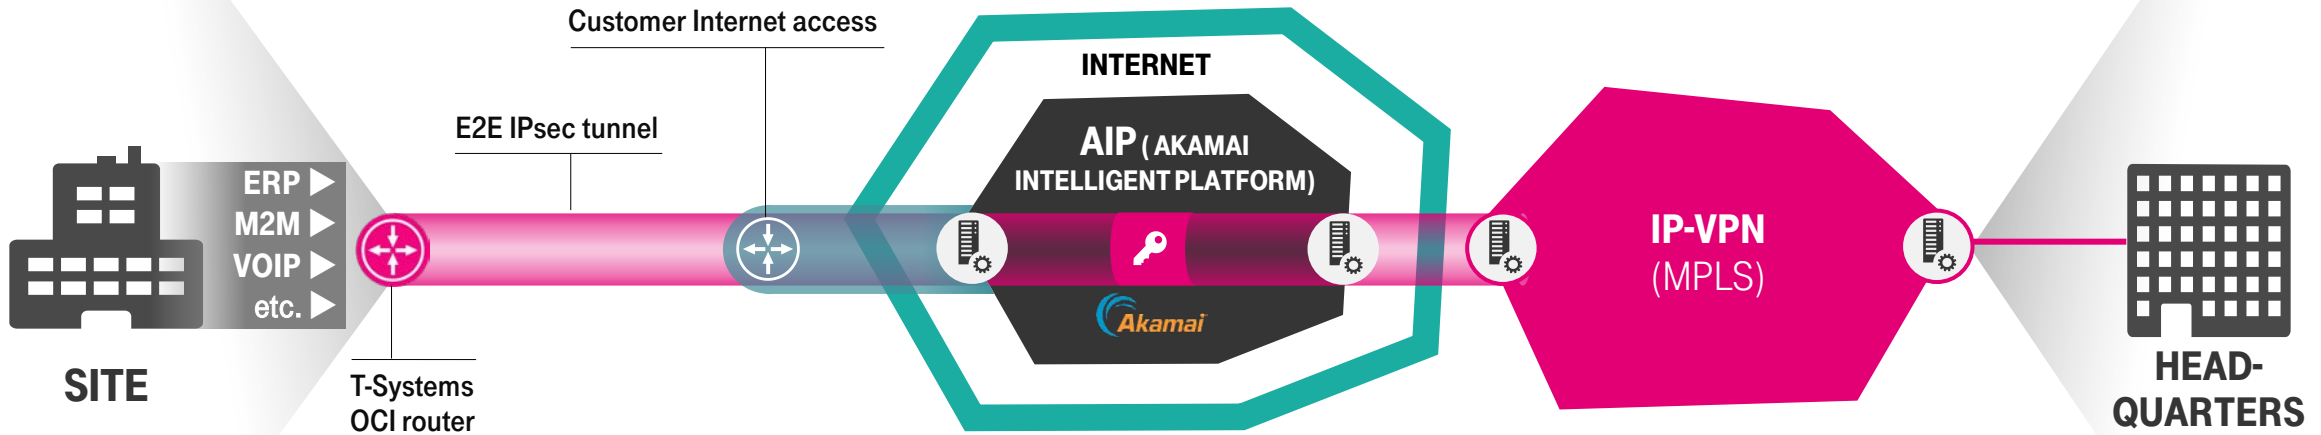 Customer Internet access
INTERNET
E2E IPsec tunnel
AIP ( AKAMAI
INTELLIGENT PLATFORM)
ERP
M2M
VOIP
etc.
IP-VPN
(MPLS)
Akamai
SITE
T-Systems
OCI router
HEAD-
QUARTERS